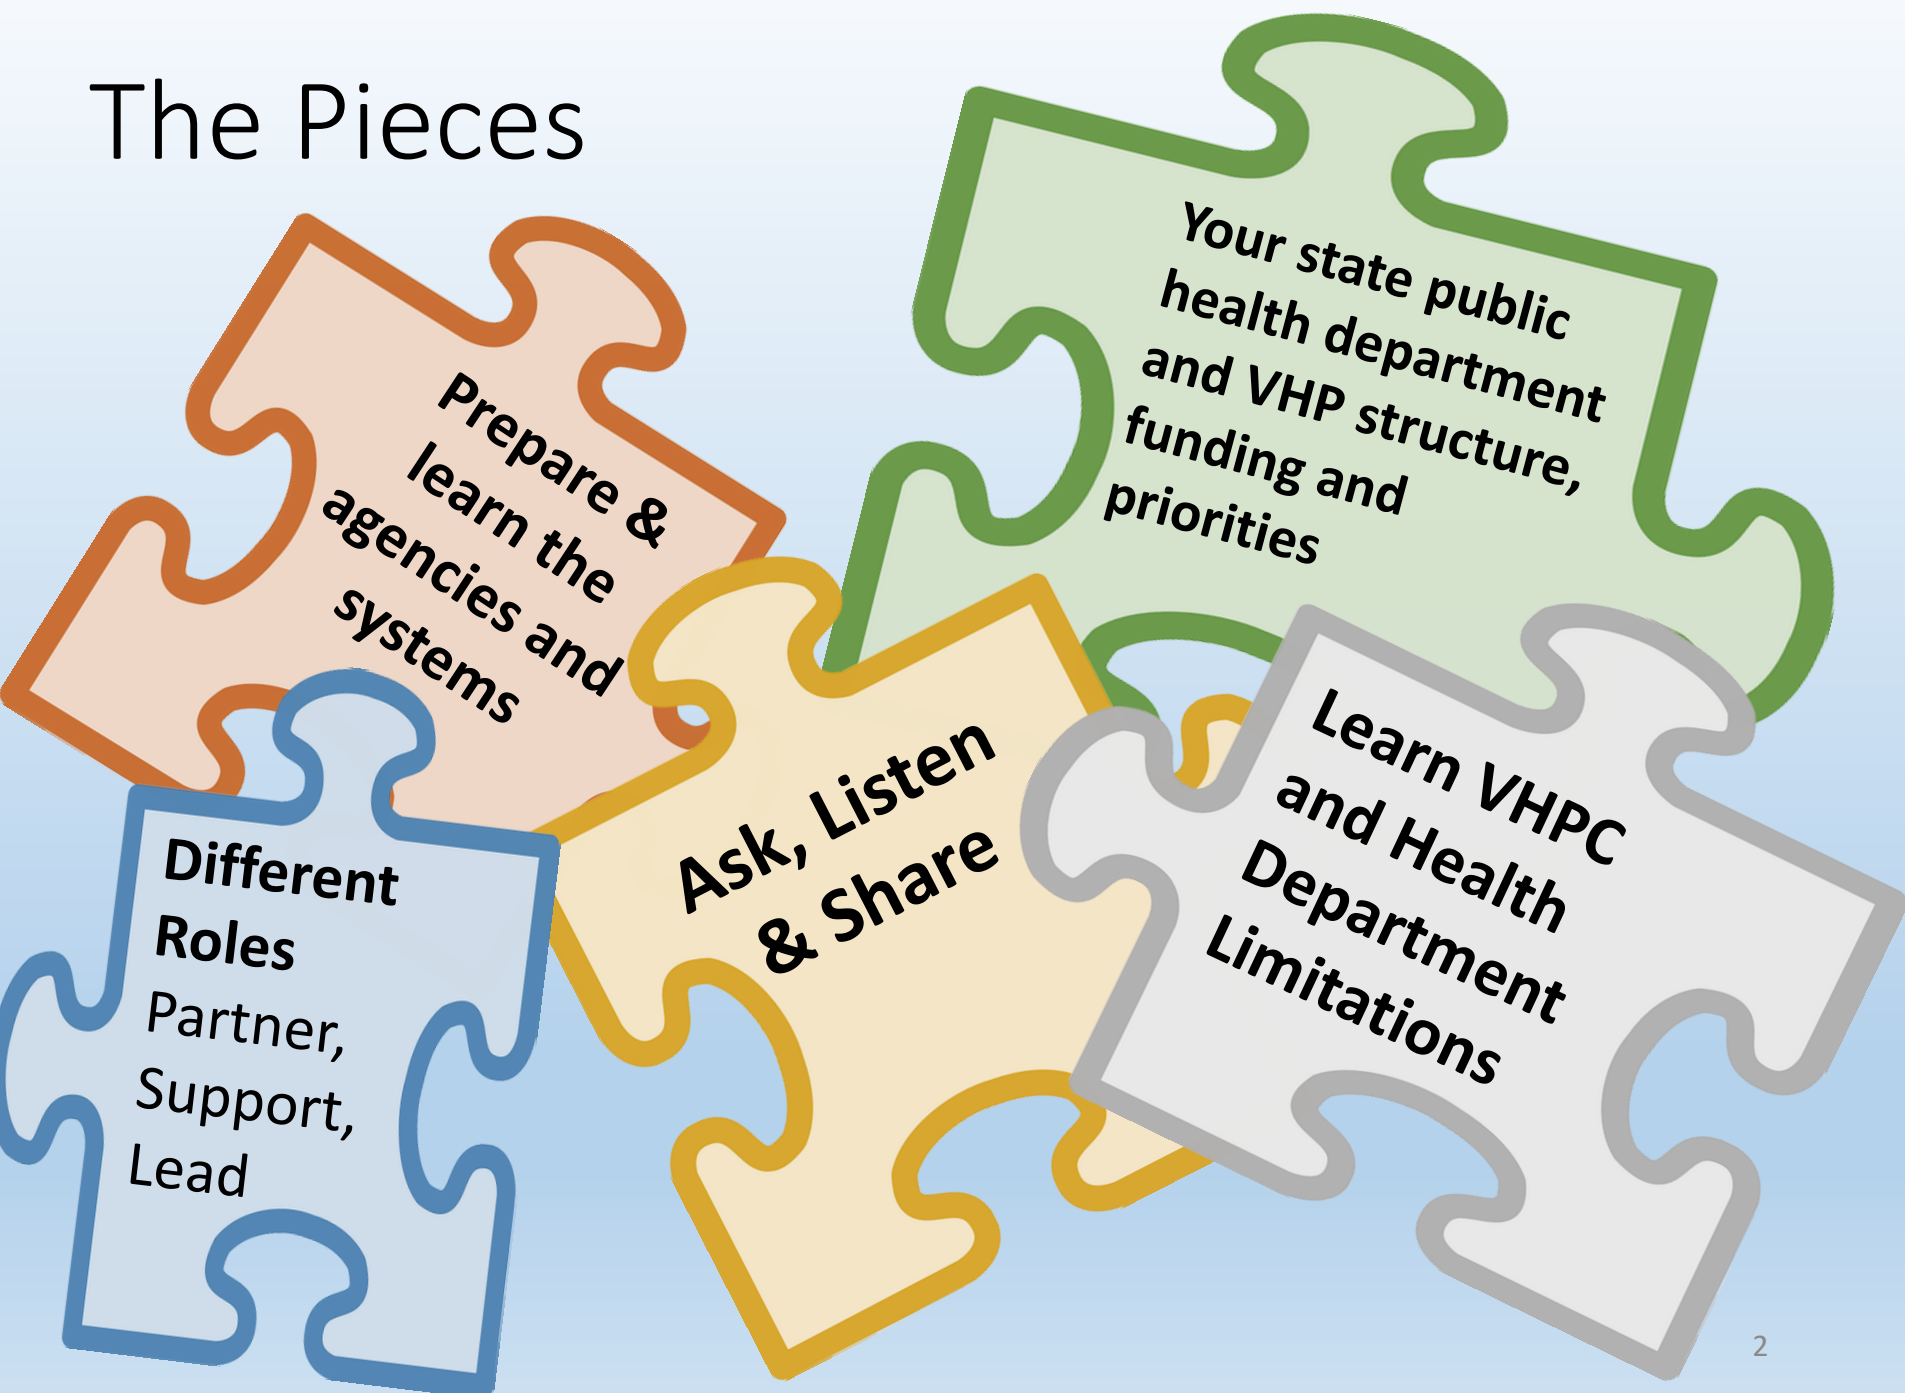 The Pieces
Your state public
health department
and VHP structure,
funding and
priorities
Prepare &
learn the
agencies and
systems
Ask, Listen
& Share
Learn VHPC
and Health
Department
Limitations
Different
Roles
Partner,
Support,
Lead
2